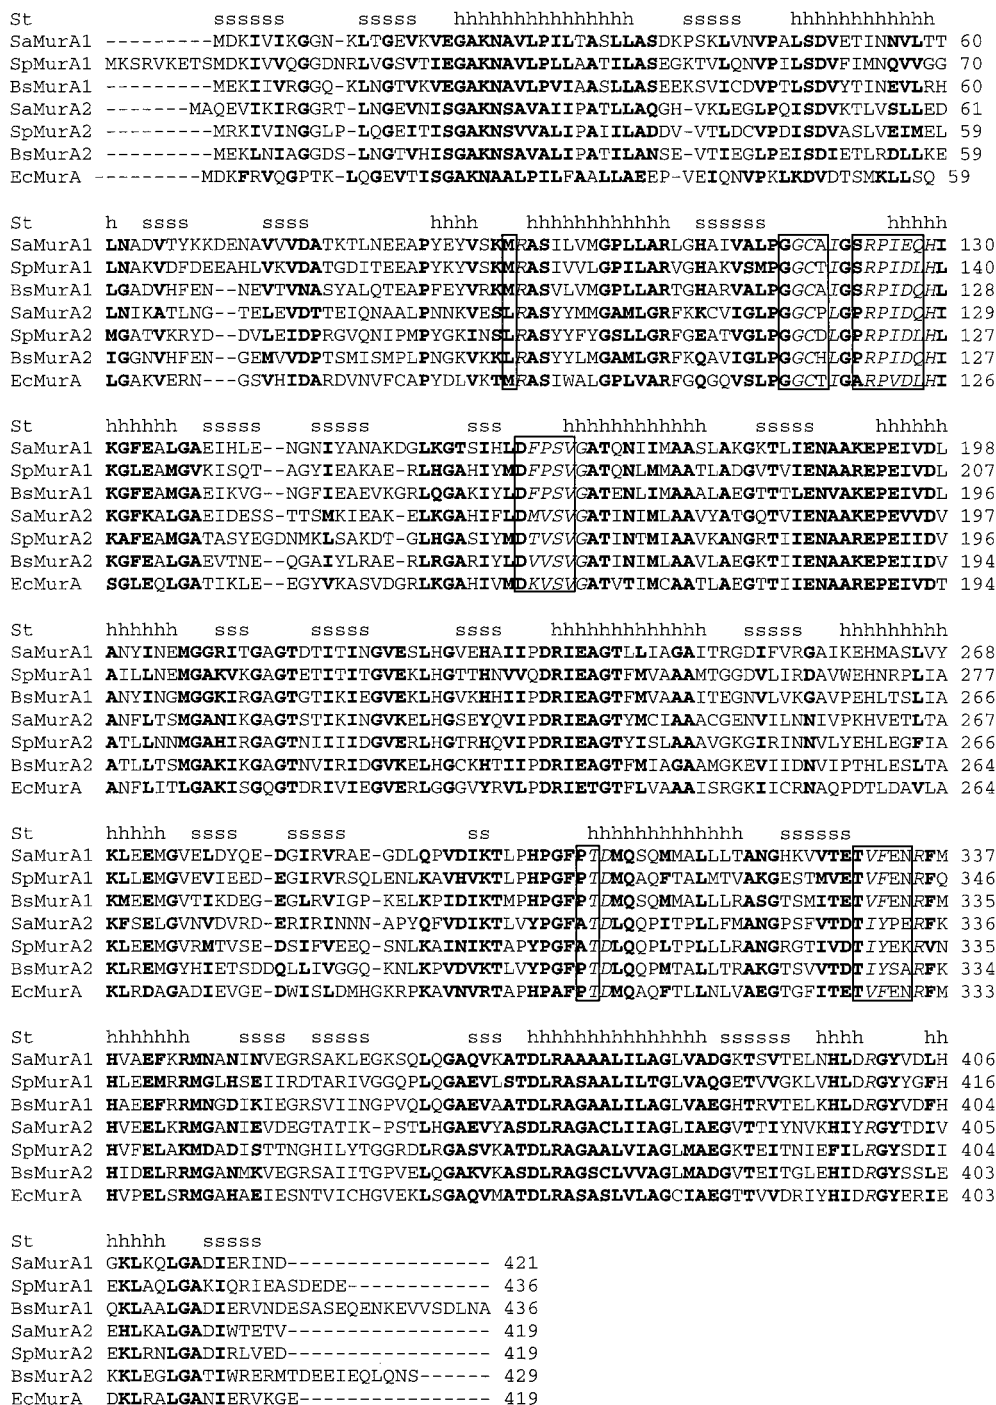 St ssssss sssss hhhhhhhhhhhhhhh sssss hhhhhhhhhhhh
SaMurA1 ---------MDKIVIKGGN-KLTGEVKVEGAKNAVLPILTASLLASDKPSKLVNVPALSDVETINNVLTT 60
SpMurA1 MKSRVKETSMDKIVVQGGDNRLVGSVTIEGAKNAVLPLLAATILASEGKTVLQNVPILSDVFIMNQVVGG 70
BsMurA1 ---------MEKIIVRGGQ-KLNGTVKVEGAKNAVLPVIAASLLASEEKSVICDVPTLSDVYTINEVLRH 60
SaMurA2 -------MAQEVIKIRGGRT-LNGEVNISGAKNSAVAIIPATLLAQGH-VKLEGLPQISDVKTLVSLLED 61
SpMurA2 ---------MRKIVINGGLP-LQGEITISGAKNSVVALIPAIILADDV-VTLDCVPDISDVASLVEIMEL 59
BsMurA2 ---------MEKLNIAGGDS-LNGTVHISGAKNSAVALIPATILANSE-VTIEGLPEISDIETLRDLLKE 59
EcMurA ---------MDKFRVQGPTK-LQGEVTISGAKNAALPILFAALLAEEP-VEIQNVPKLKDVDTSMKLLSQ 59
St h ssss ssss hhhh hhhhhhhhhhhh ssssss hhhhh
SaMurA1 LNADVTYKKDENAVVVDATKTLNEEAPYEYVSKMRASILVMGPLLARLGHAIVALPGGCAIGSRPIEQHI 130
SpMurA1 LNAKVDFDEEAHLVKVDATGDITEEAPYKYVSKMRASIVVLGPILARVGHAKVSMPGGCTIGSRPIDLHL 140
BsMurA1 LGADVHFEN--NEVTVNASYALQTEAPFEYVRKMRASVLVMGPLLARTGHARVALPGGCAIGSRPIDQHL 128
SaMurA2 LNIKATLNG--TELEVDTTEIQNAALPNNKVESLRASYYMMGAMLGRFKKCVIGLPGGCPLGPRPIDQHI 129
SpMurA2 MGATVKRYD--DVLEIDPRGVQNIPMPYGKINSLRASYYFYGSLLGRFGEATVGLPGGCDLGPRPIDLHL 127
BsMurA2 IGGNVHFEN--GEMVVDPTSMISMPLPNGKVKKLRASYYLMGAMLGRFKQAVIGLPGGCHLGPRPIDQHI 127
EcMurA LGAKVERN---GSVHIDARDVNVFCAPYDLVKTMRASIWALGPLVARFGQGQVSLPGGCTIGARPVDLHI 126
St hhhhhhhh sssss sss hhhhhhhhhhhhh sssss hhhhhh
SaMurA1 KGFEALGAEIHLE--NGNIYANAKDGLKGTSIHLDFPSVGATQNIIMAASLAKGKTLIENAAKEPEIVDL 198
SpMurA1 KGLEAMGVKISQT--AGYIEAKAE-RLHGAHIYMDFPSVGATQNLMMAATLADGVTVIENAAREPEIVDL 207
BsMurA1 KGFEAMGAEIKVG--NGFIEAEVKGRLQGAKIYLDFPSVGATENLIMAAALAEGTTTLENVAKEPEIVDL 196
SaMurA2 KGFKALGAEIDESS-TTSMKIEAK-ELKGAHIFLDMVSVGATINIMLAAVYATGQTVIENAAKEPEVVDV 197
SpMurA2 KAFEAMGATASYEGDNMKLSAKDT-GLHGASIYMDTVSVGATINTMIAAVKANGRTIIENAAREPEIIDV 196
BsMurA2 KGFEALGAEVTNE--QGAIYLRAE-RLRGARIYLDVVSVGATINIMLAAVLAEGKTIIENAAKEPEIIDV 194
EcMurA SGLEQLGATIKLE--EGYVKASVDGRLKGAHIVMDKVSVGATVTIMCAATLAEGTTIIENAAREPEIVDT 194
St hhhhhh sss sssss ssss hhhhhhhhhhhhh sssss hhhhhhhhh
SaMurA1 ANYINEMGGRITGAGTDTITINGVESLHGVEHAIIPDRIEAGTLLIAGAITRGDIFVRGAIKEHMASLVY 268
SpMurA1 AILLNEMGAKVKGAGTETITITGVEKLHGTTHNVVQDRIEAGTFMVAAAMTGGDVLIRDAVWEHNRPLIA 277
BsMurA1 ANYINGMGGKIRGAGTGTIKIEGVEKLHGVKHHIIPDRIEAGTFMVAAAITEGNVLVKGAVPEHLTSLIA 266
SaMurA2 ANFLTSMGANIKGAGTSTIKINGVKELHGSEYQVIPDRIEAGTYMCIAAACGENVILNNIVPKHVETLTA 267
SpMurA2 ATLLNNMGAHIRGAGTNIIIIDGVERLHGTRHQVIPDRIEAGTYISLAAAVGKGIRINNVLYEHLEGFIA 266
BsMurA2 ATLLTSMGAKIKGAGTNVIRIDGVKELHGCKHTIIPDRIEAGTFMIAGAAMGKEVIIDNVIPTHLESLTA 264
EcMurA ANFLITLGAKISGQGTDRIVIEGVERLGGGVYRVLPDRIETGTFLVAAAISRGKIICRNAQPDTLDAVLA 264
St hhhhh ssss sssss ss hhhhhhhhhhhhh ssssss
SaMurA1 KLEEMGVELDYQE-DGIRVRAE-GDLQPVDIKTLPHPGFPTDMQSQMMALLLTANGHKVVTETVFENRFM 337
SpMurA1 KLLEMGVEVIEED-EGIRVRSQLENLKAVHVKTLPHPGFPTDMQAQFTALMTVAKGESTMVETVFENRFQ 346
BsMurA1 KMEEMGVTIKDEG-EGLRVIGP-KELKPIDIKTMPHPGFPTDMQSQMMALLLRASGTSMITETVFENRFM 335
SaMurA2 KFSELGVNVDVRD-ERIRINNN-APYQFVDIKTLVYPGFATDLQQPITPLLFMANGPSFVTDTIYPERFK 336
SpMurA2 KLEEMGVRMTVSE-DSIFVEEQ-SNLKAINIKTAPYPGFATDLQQPLTPLLLRANGRGTIVDTIYEKRVN 335
BsMurA2 KLREMGYHIETSDDQLLIVGGQ-KNLKPVDVKTLVYPGFPTDLQQPMTALLTRAKGTSVVTDTIYSARFK 334
EcMurA KLRDAGADIEVGE-DWISLDMHGKRPKAVNVRTAPHPAFPTDMQAQFTLLNLVAEGTGFITETVFENRFM 333
St hhhhhhh ssss sssss sss hhhhhhhhhhhhhh ssssss hhhh hh
SaMurA1 HVAEFKRMNANINVEGRSAKLEGKSQLQGAQVKATDLRAAAALILAGLVADGKTSVTELNHLDRGYVDLH 406
SpMurA1 HLEEMRRMGLHSEIIRDTARIVGGQPLQGAEVLSTDLRASAALILTGLVAQGETVVGKLVHLDRGYYGFH 416
BsMurA1 HAEEFRRMNGDIKIEGRSVIINGPVQLQGAEVAATDLRAGAALILAGLVAEGHTRVTELKHLDRGYVDFH 404
SaMurA2 HVEELKRMGANIEVDEGTATIK-PSTLHGAEVYASDLRAGACLIIAGLIAEGVTTIYNVKHIYRGYTDIV 405
SpMurA2 HVFELAKMDADISTTNGHILYTGGRDLRGASVKATDLRAGAALVIAGLMAEGKTEITNIEFILRGYSDII 404
BsMurA2 HIDELRRMGANMKVEGRSAIITGPVELQGAKVKASDLRAGSCLVVAGLMADGVTEITGLEHIDRGYSSLE 403
EcMurA HVPELSRMGAHAEIESNTVICHGVEKLSGAQVMATDLRASASLVLAGCIAEGTTVVDRIYHIDRGYERIE 403
St hhhhh sssss
SaMurA1 GKLKQLGADIERIND--------------- 421
SpMurA1 EKLAQLGAKIQRIEASDEDE---------- 436
BsMurA1 QKLAALGADIERVNDESASEQENKEVVSDLNA 436
SaMurA2 EHLKALGADIWTETV--------------- 419
SpMurA2 EKLRNLGADIRLVED--------------- 419
BsMurA2 KKLEGLGATIWRERMTDEEIEQLQNS------ 429
EcMurA DKLRALGANIERVKGE-------------- 419